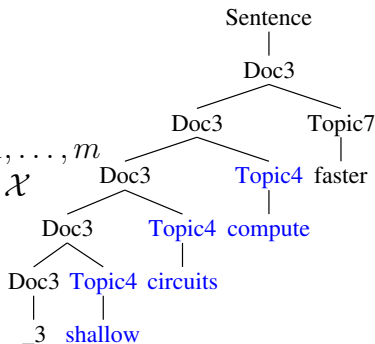 Sentence
Doc3
Doc3 Topic7
, . . . , m
𝒳 Doc3 Topic4 faster
Doc3 Topic4 compute
Doc3 Topic4 circuits
_3 shallow